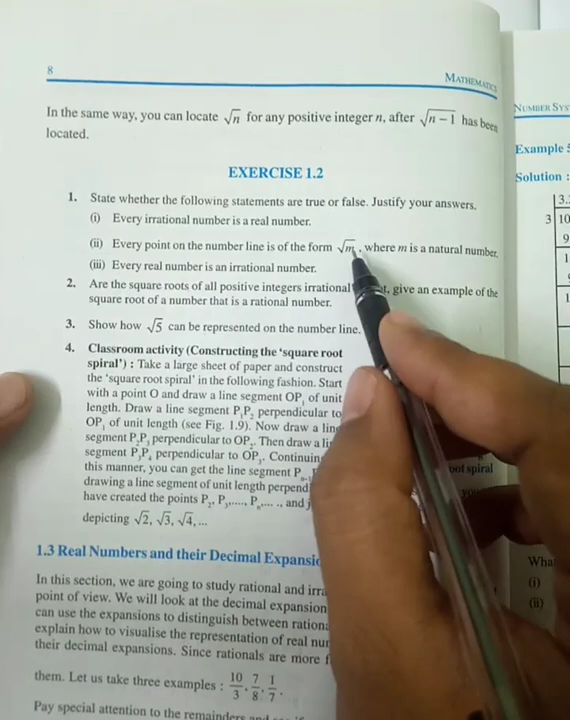 8
MATHEMATICS
In the same way, you can locate √n for any positive integer n, after √n – 1 has been
located.
EXERCISE 1.2
1. State whether the following statements are true or false. Justify your answers.
(i) Every irrational number is a real number.
(ii) Every point on the number line is of the form √m , where m is a natural number.
(iii) Every real number is an irrational number.
2. Are the square roots of all positive integers irrational give an example of the
square root of a number that is a rational number.
3. Show how √5 can be represented on the number line.
4. Classroom activity (Constructing the ‘square root
spiral’) : Take a large sheet of paper and construct
the ‘square root spiral’ in the following fashion. Start
with a point O and draw a line segment OP₁ of unit
length. Draw a line segment P₁P₂ perpendicular to
OP₁ of unit length (see Fig. 1.9). Now draw a
segment P₂P₃ perpendicular to OP₂. Then draw a
segment P₃P₄ perpendicular to OP₃.
this manner, you can get the line segment
drawing a line segment of unit length
have created the points P₂, P₃,......, Pₙ,.... ., and
depicting √2, √3, √4, ...
root spiral
1.3 Real Numbers and their Decimal
In this section, we are going to study rational and
point of view. We will look at the decimal
can use the expansions to distinguish between
explain how to visualise the representation of real
their decimal expansions. Since rationals are more
them. Let us take three examples : 10/3, 7/8, 1/7.
Pay special attention to the remainders
NUMBER
Example
Solution :
3 10
9
1
(i)
(ii)